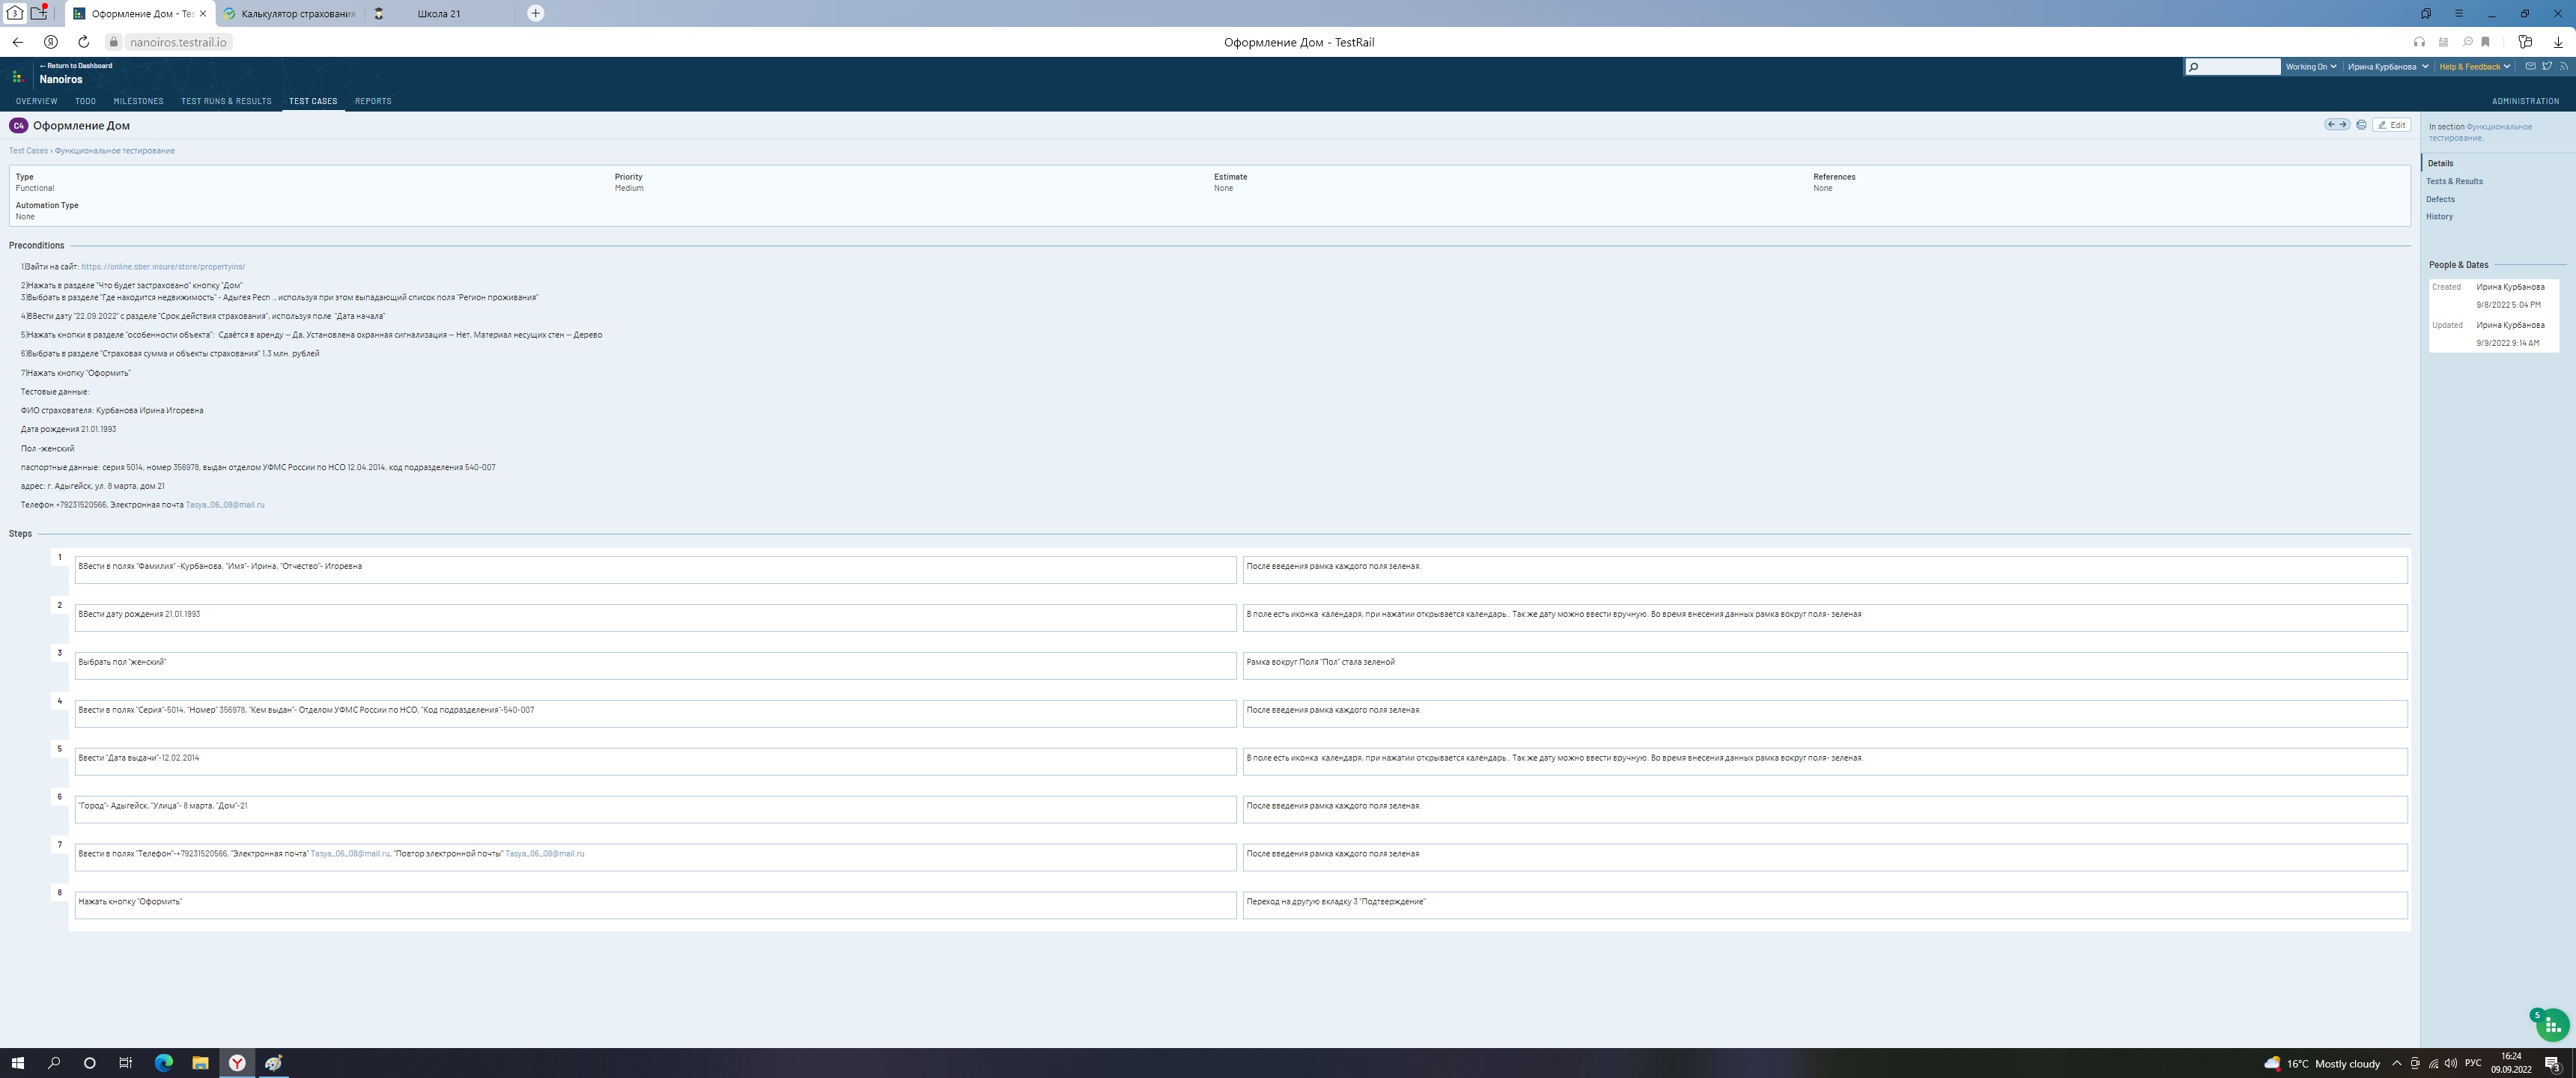 3
Оформление Дом - Tes
Калькулятор страхования
Школа 21
nanoiros.testrail.io
Оформление Дом - TestRail
← Return to Dashboard
Nanoiros
Working On
Ирина Курбанова
Help & Feedback
OVERVIEW
TODO
MILESTONES
TEST RUNS & RESULTS
TEST CASES
REPORTS
ADMINISTRATION
C4
Оформление Дом
Edit
Test Cases › Функциональное тестирование
Type
Functional
Priority
Medium
Estimate
None
References
None
Automation Type
None
Preconditions
1)Зайти на сайт: https://online.sber.insure/store/propertyins/
2)Нажать в разделе "Что будет застраховано" кнопку "Дом"
3)Выбрать в разделе "Где находится недвижимость" - Адыгея Респ ., используя при этом выпадающий список поля "Регион проживания"
4)ВВести дату "22.09.2022" с разделе "Срок действия страхования", используя поле "Дата начала"
5)Нажать кнопки в разделе "особенности объекта": Сдаётся в аренду — Да, Установлена охранная сигнализация — Нет, Материал несущих стен — Дерево
6)Выбрать в разделе "Страховая сумма и объекты страхования" 1,3 млн. рублей
7)Нажать кнопку "Оформить"
Тестовые данные:
ФИО страхователя: Курбанова Ирина Игоревна
Дата рождения 21.01.1993
Пол -женский
паспортные данные: серия 5014, номер 356978, выдан отделом УФМС России по НСО 12.04.2014, код подразделения 540-007
адрес: г. Адыгейск, ул. 8 марта, дом 21
Телефон +79231520566, Электронная почта Tasya_06_08@mail.ru
Steps
1
ВВести в полях "Фамилия" -Курбанова, "Имя"- Ирина, "Отчество"- Игоревна
После введения рамка каждого поля зеленая.
2
ВВести дату рождения 21.01.1993
В поле есть иконка календаря, при нажатии открывается календарь.. Так же дату можно ввести вручную. Во время внесения данных рамка вокруг поля- зеленая
3
Выбрать пол "женский"
Рамка вокруг Поля "Пол" стала зеленой
4
Ввести в полях "Серия"-5014, "Номер" 356978, "Кем выдан"- Отделом УФМС России по НСО, "Код подразделения"-540-007
После введения рамка каждого поля зеленая.
5
Ввести "Дата выдачи"-12.02.2014
В поле есть иконка календаря, при нажатии открывается календарь.. Так же дату можно ввести вручную. Во время внесения данных рамка вокруг поля- зеленая.
6
"Город"- Адыгейск, "Улица"- 8 марта, "Дом"-21
После введения рамка каждого поля зеленая.
7
Ввести в полях "Телефон"-+79231520566, "Электронная почта" Tasya_06_08@mail.ru, "Повтор электронной почты" Tasya_06_08@mail.ru
После введения рамка каждого поля зеленая
8
Нажать кнопку "Оформить"
Переход на другую вкладку 3 "Подтверждение"
In section Функциональное
тестирование.
Details
Tests & Results
Defects
History
People & Dates
Created
Ирина Курбанова
9/8/2022 5:04 PM
Updated
Ирина Курбанова
9/9/2022 9:14 AM
5
16°C Mostly cloudy
РУС
16:24
09.09.2022
3